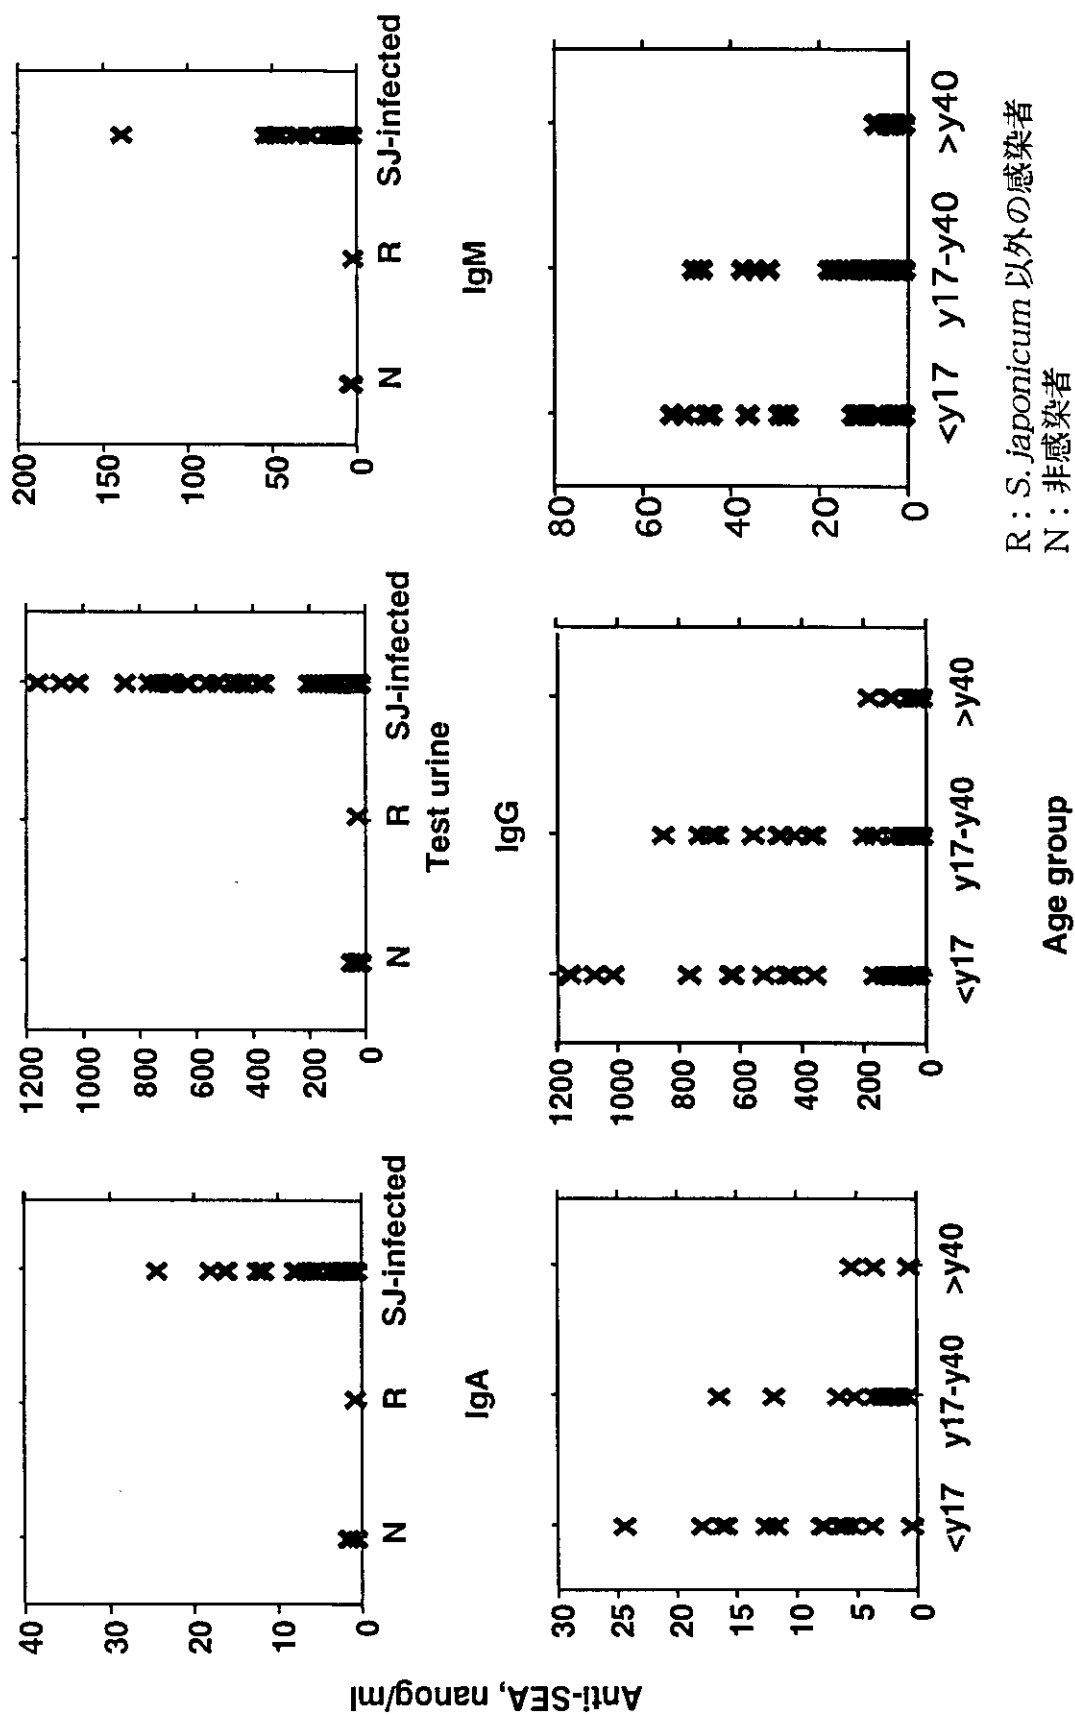 Anti-SEA, nanog/ml
40
30
20
10
0
N R SJ-infected
1200
1000
800
600
400
200
0
N R SJ-infected
200
150
100
50
0
N R SJ-infected
Test urine
IgA
IgG
IgM
30
25
20
15
10
5
0
<y17 y17-y40 >y40
1200
1000
800
600
400
200
0
<y17 y17-y40 >y40
80
60
40
20
0
<y17 y17-y40 >y40
Age group
R : S. japonicum 以外の感染者
N : 非感染者